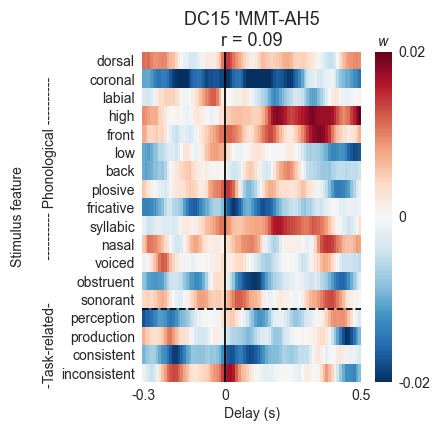 DC15 'MMT-AH5
r = 0.09
w
dorsal
coronal
labial
high
front
low
back
plosive
fricative
syllabic
nasal
voiced
obstruent
sonorant
perception
production
consistent
inconsistent
Stimulus feature
-Task-related- ----------- Phonological ----------
0.02
0
-0.02
-0.3 0 0.5
Delay (s)